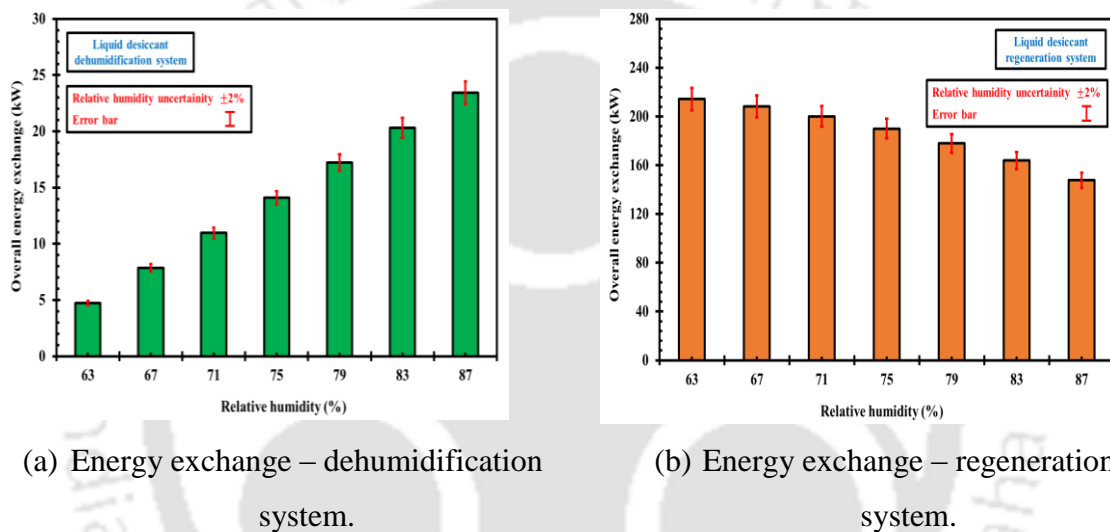 30
25
20
15
10
5
0
Overall energy exchange (kW)
Liquid desiccant
dehumidification system
Relative humidity uncertainity ±2%
Error bar
63 67 71 75 79 83 87
Relative humidity (%)
(a) Energy exchange – dehumidification
system.
280
240
200
160
120
80
40
0
Overall energy exchange (kW)
Liquid desiccant
regeneration system
Relative humidity uncertainity ±2%
Error bar
63 67 71 75 79 83 87
Relative humidity (%)
(b) Energy exchange – regeneration
system.